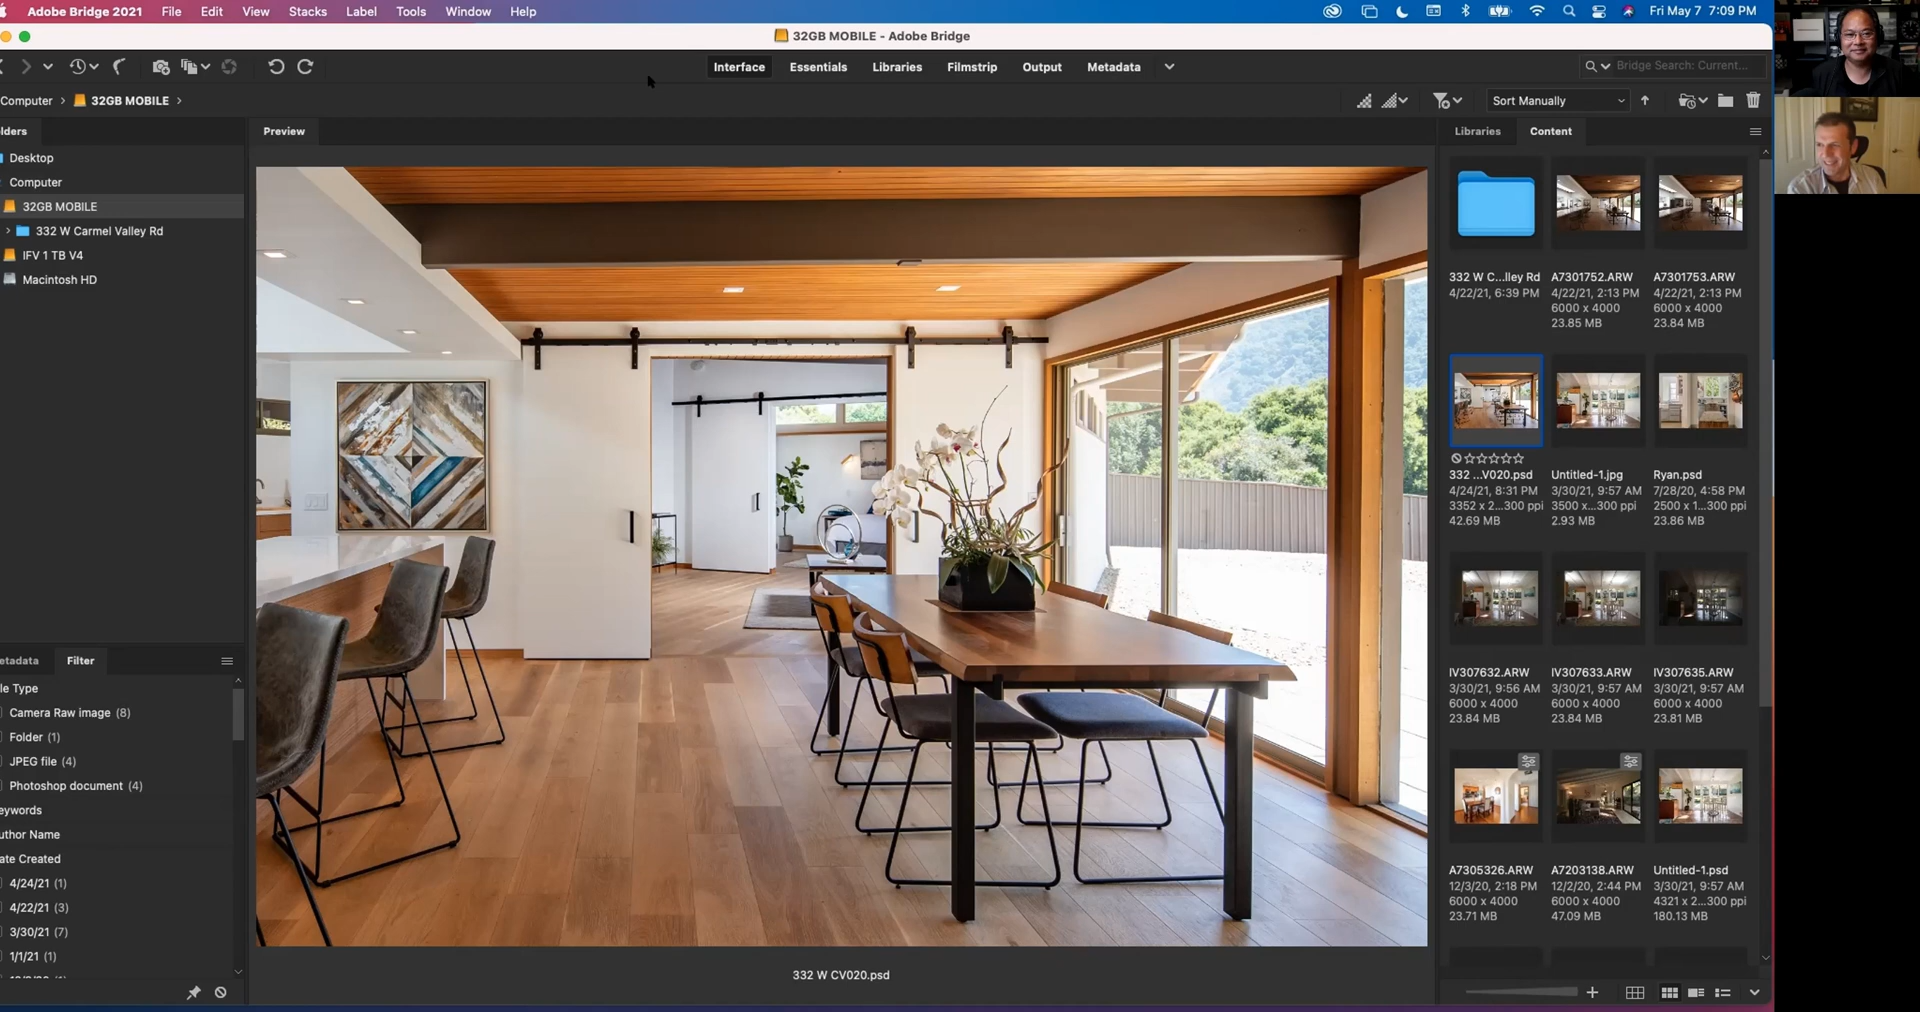 Adobe Bridge 2021 File Edit View Stacks Label Tools Window Help Fri May 7 7:09 PM
32GB MOBILE - Adobe Bridge
Interface Essentials Libraries Filmstrip Output Metadata Bridge Search: Current...
Computer 32GB MOBILE Sort Manually
lders
Desktop
Computer
32GB MOBILE
332 W Carmel Valley Rd
IFV 1 TB V4
Macintosh HD
etadata Filter
le Type
Camera Raw image (8)
Folder (1)
JPEG file (4)
Photoshop document (4)
eywords
uthor Name
ate Created
4/24/21 (1)
4/22/21 (3)
3/30/21 (7)
1/1/21 (1)
Preview
332 W CV020.psd
Libraries Content
332 W C...lley Rd A7301752.ARW A7301753.ARW
4/22/21, 6:39 PM 4/22/21, 2:13 PM 4/22/21, 2:13 PM
6000 x 4000 6000 x 4000
23.85 MB 23.84 MB
332 ...V020.psd Untitled-1.jpg Ryan.psd
4/24/21, 8:31 PM 3/30/21, 9:57 AM 7/28/20, 4:58 PM
3352 x 2...300 ppi 3500 x...300 ppi 2500 x 1...300 ppi
42.69 MB 2.93 MB 23.86 MB
IV307632.ARW IV307633.ARW IV307635.ARW
3/30/21, 9:56 AM 3/30/21, 9:57 AM 3/30/21, 9:57 AM
6000 x 4000 6000 x 4000 6000 x 4000
23.84 MB 23.84 MB 23.81 MB
A7305326.ARW A7203138.ARW Untitled-1.psd
12/3/20, 2:18 PM 12/2/20, 2:44 PM 3/30/21, 9:57 AM
6000 x 4000 6000 x 4000 4321 x 2...300 ppi
23.71 MB 47.09 MB 180.13 MB